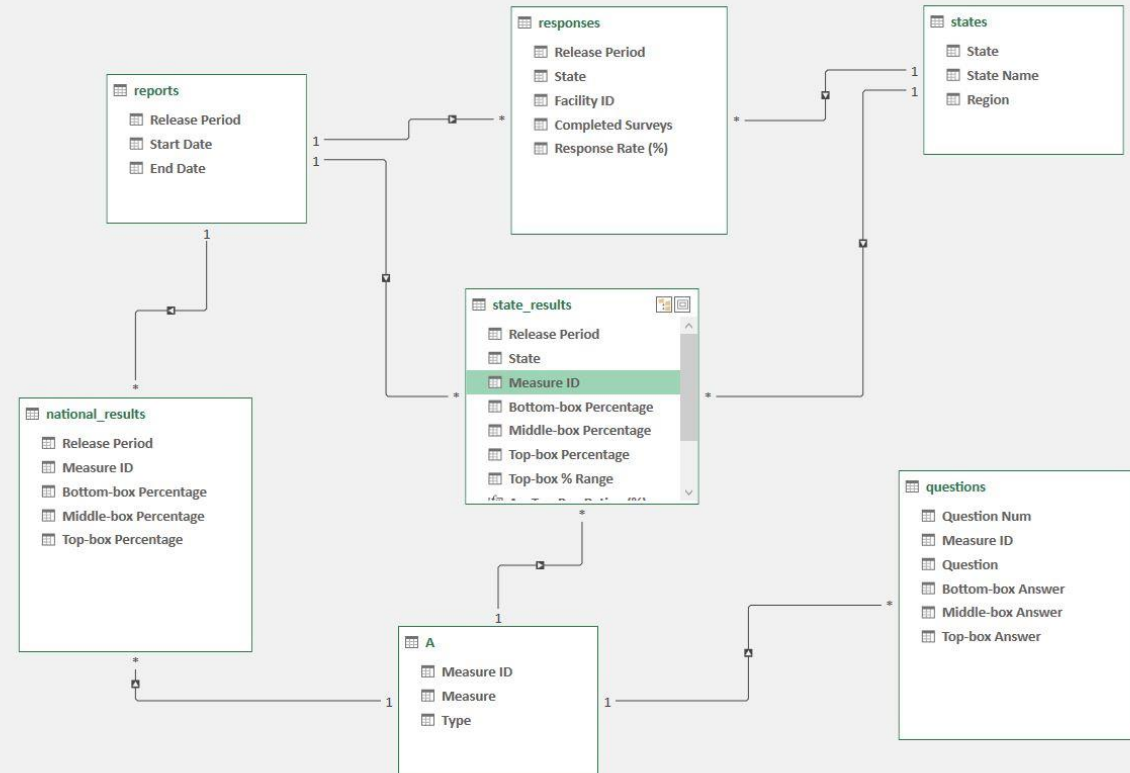 responses
Release Period
State
Facility ID
Completed Surveys
Response Rate (%)
states
State
State Name
Region
reports
Release Period
Start Date
End Date
1
1
1
*
*
1
1
state_results
Release Period
State
Measure ID
Bottom-box Percentage
Middle-box Percentage
Top-box Percentage
Top-box % Range
*
*
*
*
national_results
Release Period
Measure ID
Bottom-box Percentage
Middle-box Percentage
Top-box Percentage
*
questions
Question Num
Measure ID
Question
Bottom-box Answer
Middle-box Answer
Top-box Answer
*
A
Measure ID
Measure
Type
1
1
1